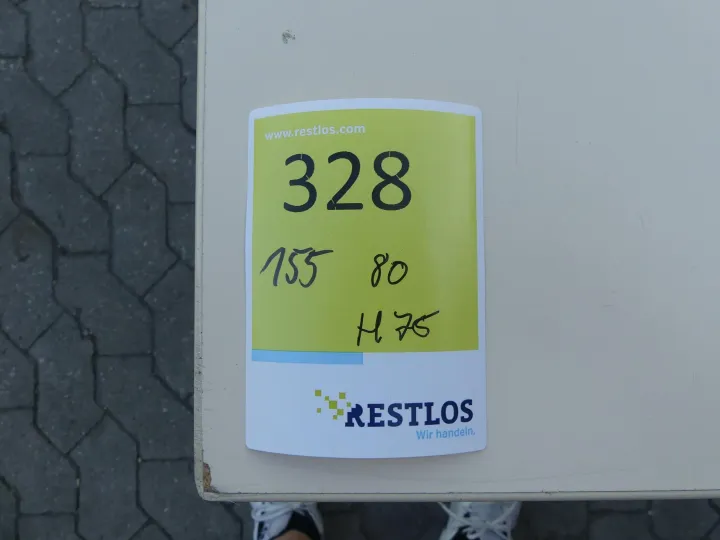 www.restlos.com
328
155 80
H 75
RESTLOS
Wir handeln.